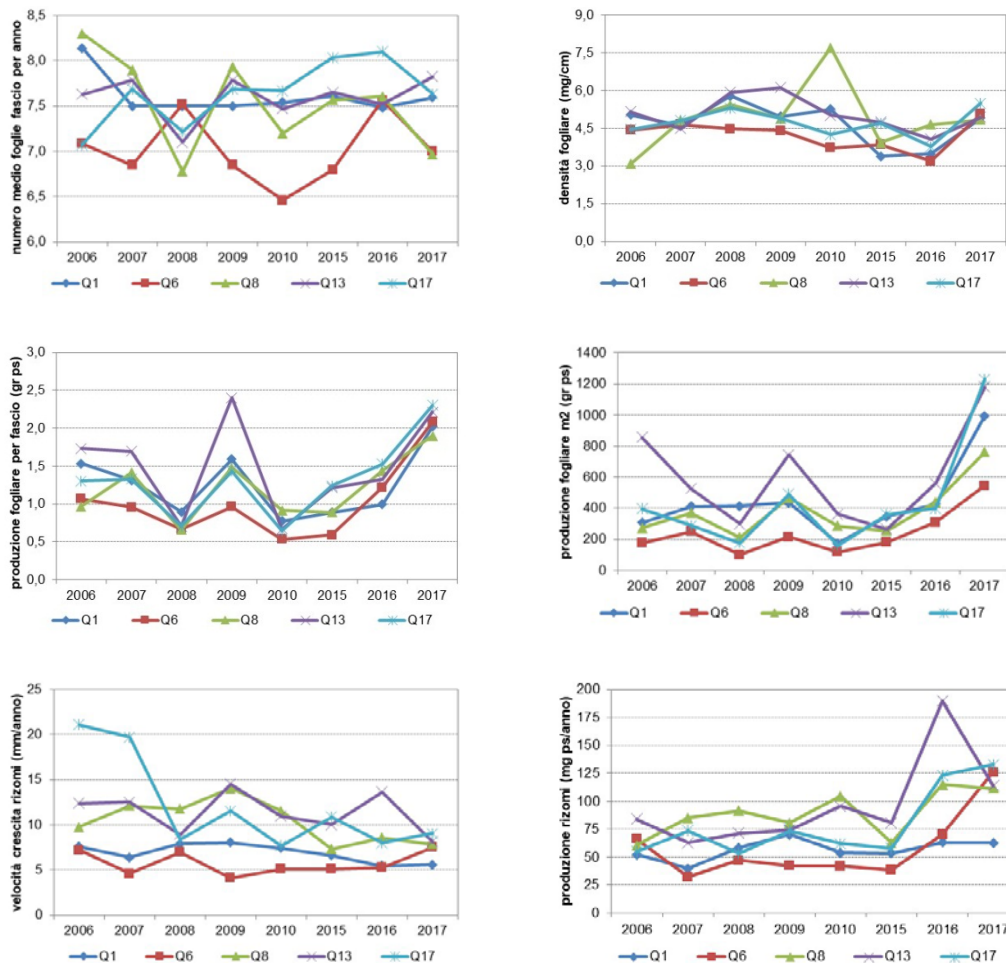 numero medio foglie fascio per anno
8,5
8,0
7,5
7,0
6,5
6,0
2006 2007 2008 2009 2010 2015 2016 2017
Q1 Q6 Q8 Q13 Q17
densità fogliare (mg/cm)
9,0
7,5
6,0
4,5
3,0
1,5
0,0
2006 2007 2008 2009 2010 2015 2016 2017
Q1 Q6 Q8 Q13 Q17
produzione fogliare per fascio (gr ps)
3,0
2,5
2,0
1,5
1,0
0,5
0,0
2006 2007 2008 2009 2010 2015 2016 2017
Q1 Q6 Q8 Q13 Q17
produzione fogliare m2 (gr ps)
1400
1200
1000
800
600
400
200
0
2006 2007 2008 2009 2010 2015 2016 2017
Q1 Q6 Q8 Q13 Q17
velocità crescita rizomi (mm/anno)
25
20
15
10
5
0
2006 2007 2008 2009 2010 2015 2016 2017
Q1 Q6 Q8 Q13 Q17
produzione rizomi (mg ps/anno)
200
175
150
125
100
75
50
25
0
2006 2007 2008 2009 2010 2015 2016 2017
Q1 Q6 Q8 Q13 Q17